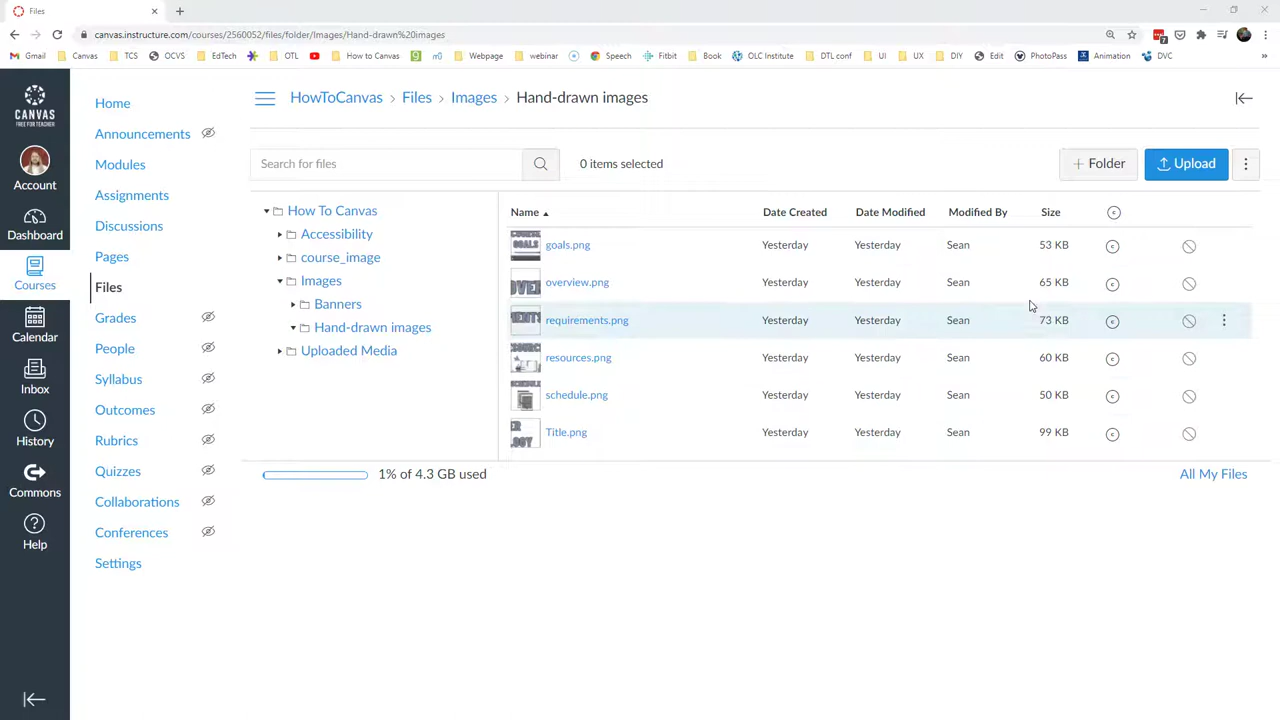 Files
canvas.instructure.com/courses/2560052/files/folder/Images/Hand-drawn%20images
Gmail Canvas TCS OCVS EdTech OTL How to Canvas Webpage webinar Speech Fitbit Book OLC Institute DTL conf UI UX DIY Edit PhotoPass Animation DVC »
CANVAS
FREE FOR TEACHER
Account
Dashboard
Courses
Calendar
Inbox
History
Commons
Help
Home
Announcements
Modules
Assignments
Discussions
Pages
Files
Grades
People
Syllabus
Outcomes
Rubrics
Quizzes
Collaborations
Conferences
Settings
HowToCanvas › Files › Images › Hand-drawn images
Search for files
0 items selected
+ Folder
Upload
How To Canvas
Accessibility
course_image
Images
Banners
Hand-drawn images
Uploaded Media
Name Date Created Date Modified Modified By Size
goals.png Yesterday Yesterday Sean 53 KB
overview.png Yesterday Yesterday Sean 65 KB
requirements.png Yesterday Yesterday Sean 73 KB
resources.png Yesterday Yesterday Sean 60 KB
schedule.png Yesterday Yesterday Sean 50 KB
Title.png Yesterday Yesterday Sean 99 KB
1% of 4.3 GB used
All My Files